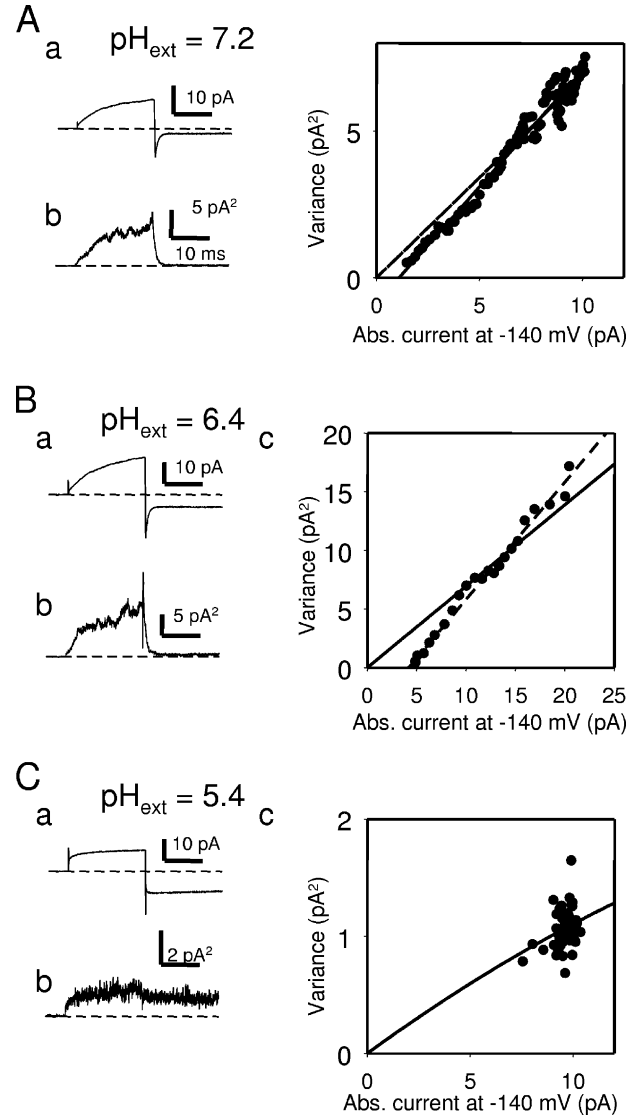 A
pHext = 7.2
a
10 pA
b
5 pA²
10 ms
Variance (pA²)
5
0
0 5 10
Abs. current at -140 mV (pA)
B
pHext = 6.4
a
10 pA
b
5 pA²
c
Variance (pA²)
20
15
10
5
0
0 5 10 15 20 25
Abs. current at -140 mV (pA)
C
pHext = 5.4
a
10 pA
b
2 pA²
c
Variance (pA²)
2
1
0
0 5 10
Abs. current at -140 mV (pA)